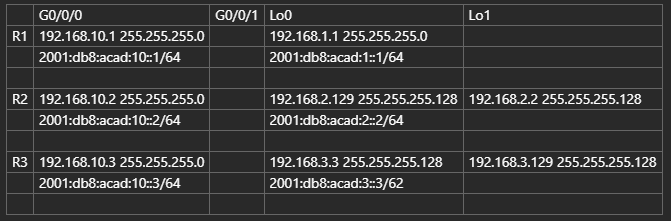 G0/0/0 G0/0/1 Lo0 Lo1
R1 192.168.10.1 255.255.255.0 192.168.1.1 255.255.255.0
2001:db8:acad:10::1/64 2001:db8:acad:1::1/64
R2 192.168.10.2 255.255.255.0 192.168.2.129 255.255.255.128 192.168.2.2 255.255.255.128
2001:db8:acad:10::2/64 2001:db8:acad:2::2/64
R3 192.168.10.3 255.255.255.0 192.168.3.3 255.255.255.128 192.168.3.129 255.255.255.128
2001:db8:acad:10::3/64 2001:db8:acad:3::3/62